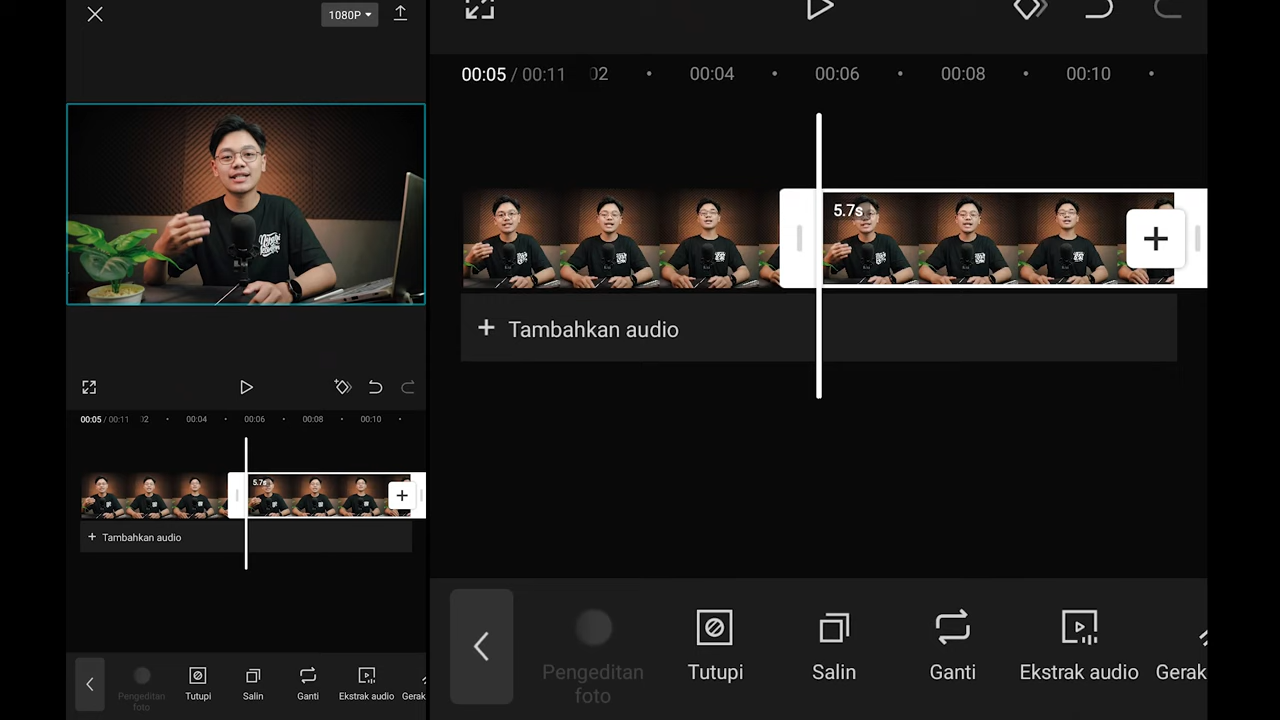 1080P
00:05 / 00:11
02
00:04
00:06
00:08
00:10
5.7s
+ Tambahkan audio
Pengeditan
foto
Tutupi
Salin
Ganti
Ekstrak audio
Gerak
00:05 / 00:11
02
00:04
00:06
00:08
00:10
5.7s
+ Tambahkan audio
Pengeditan
foto
Tutupi
Salin
Ganti
Ekstrak audio
Gerak